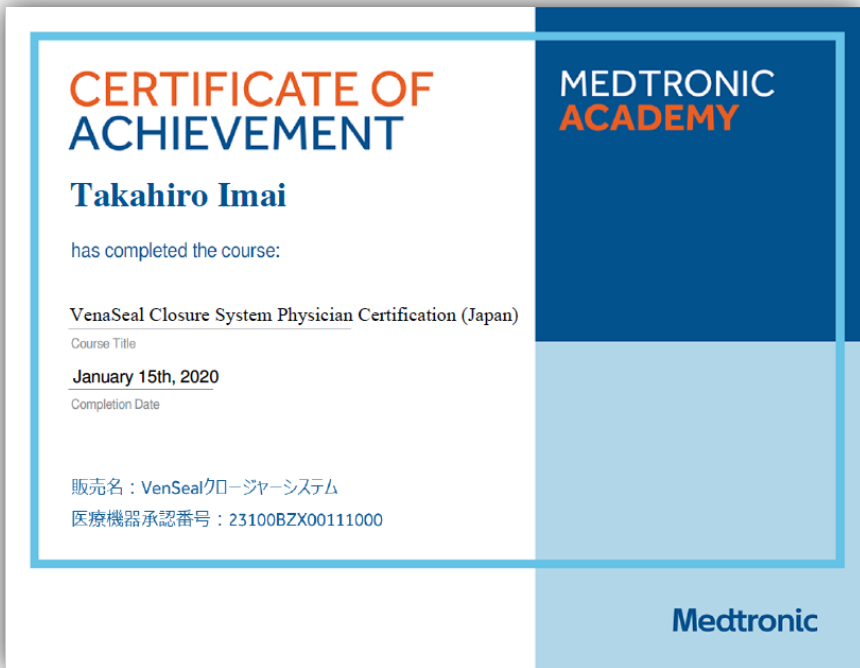 CERTIFICATE OF
ACHIEVEMENT
MEDTRONIC
ACADEMY
Takahiro Imai
has completed the course:
VenaSeal Closure System Physician Certification (Japan)
Course Title
January 15th, 2020
Completion Date
販売名：VenSealクロージャーシステム
医療機器承認番号：23100BZX00111000
Medtronic